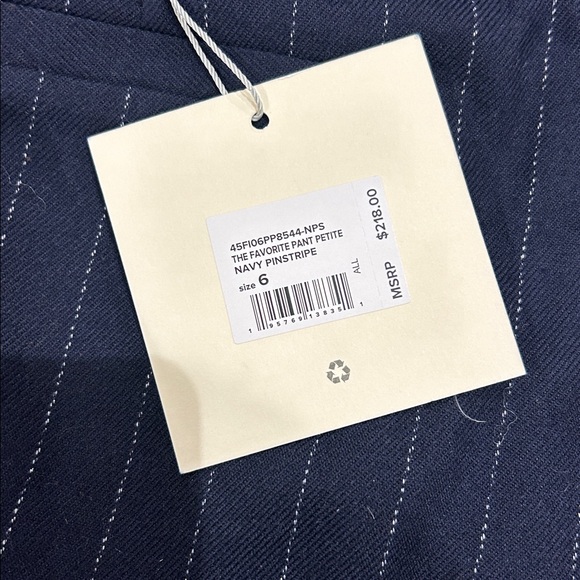 45FI06PP8544-NPS
THE FAVORITE PANT PETITE
NAVY PINSTRIPE
size 6
ALL
1 95769 13835 1
MSRP $218.00